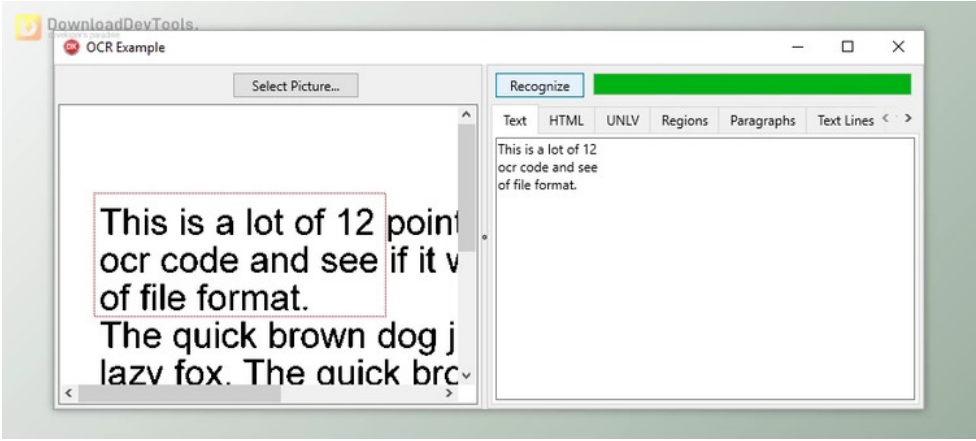 DownloadDevTools.
developer's paradise
OCR Example
Select Picture...
This is a lot of 12 point
ocr code and see if it w
of file format.
The quick brown dog j
lazy fox. The quick bro
Recognize
Text HTML UNLV Regions Paragraphs Text Lines
This is a lot of 12
ocr code and see
of file format.